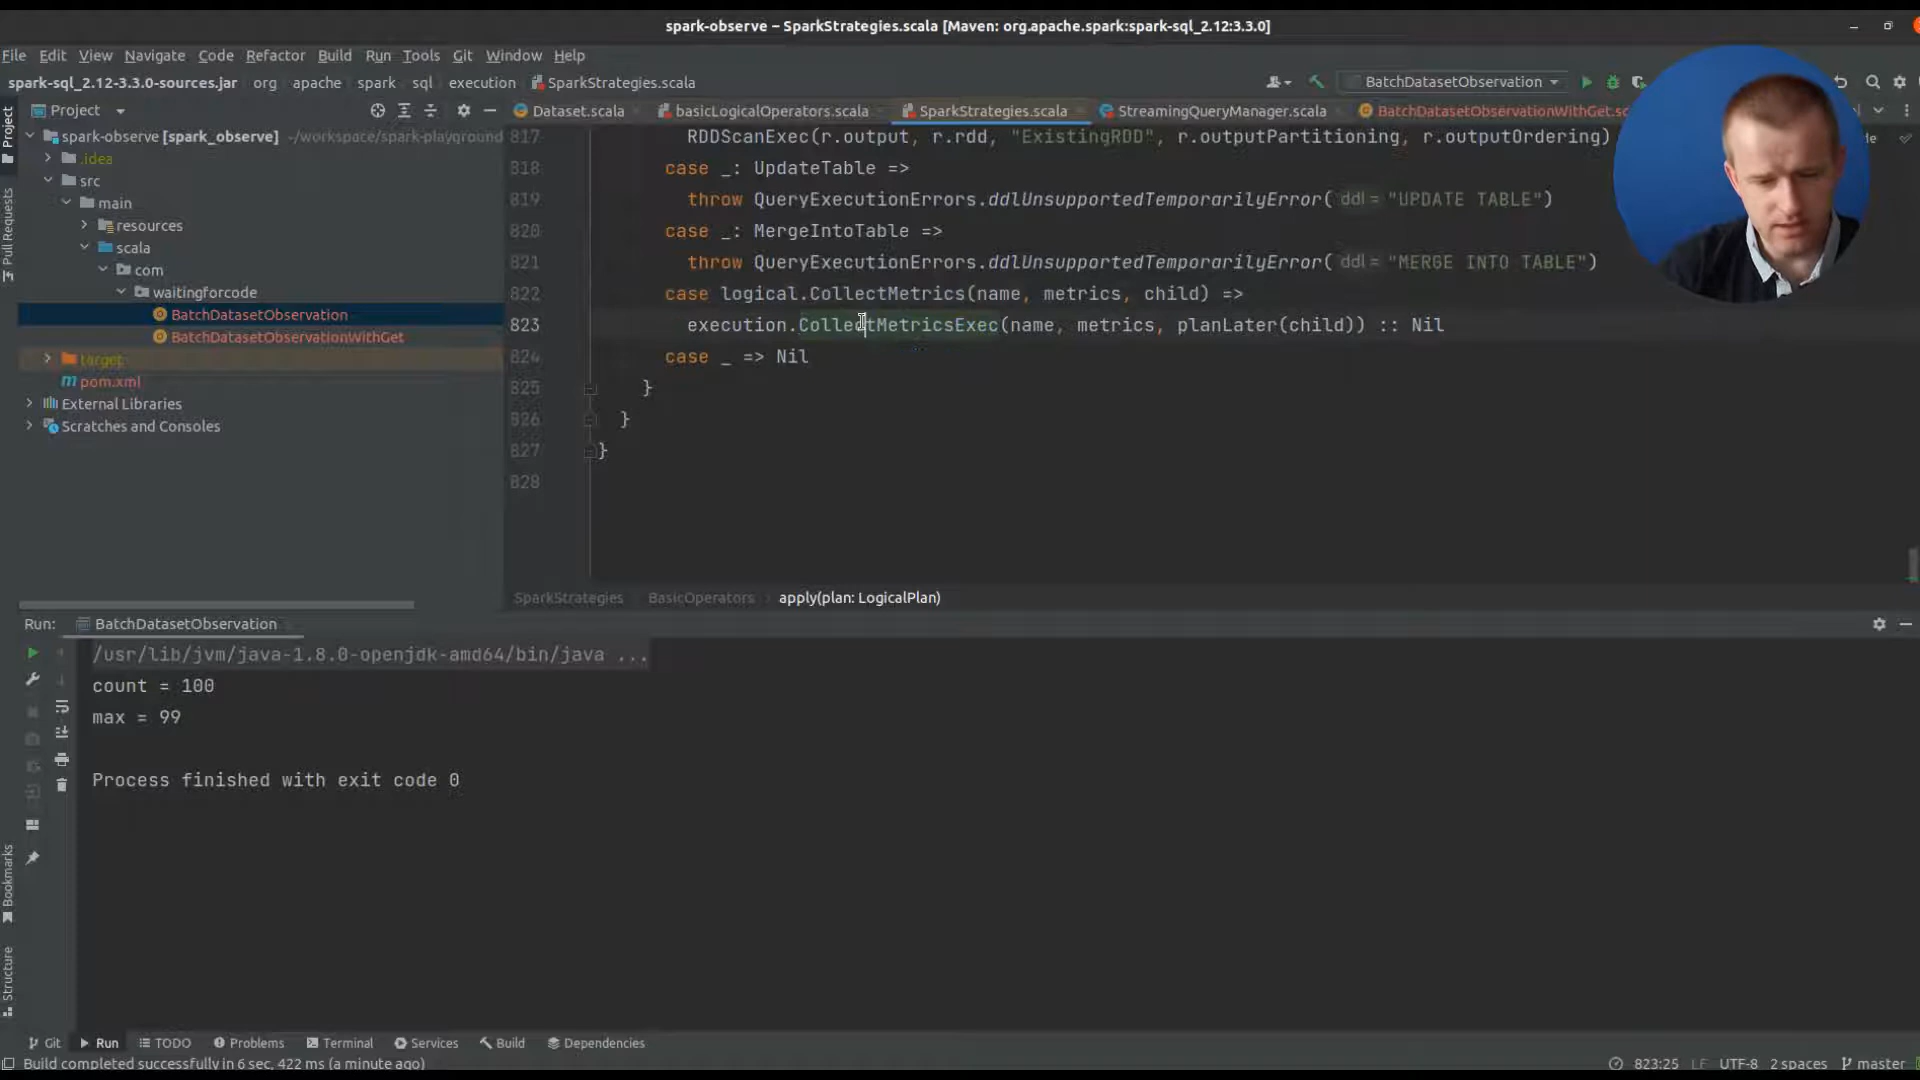 spark-observe – SparkStrategies.scala [Maven: org.apache.spark:spark-sql_2.12:3.3.0]
File Edit View Navigate Code Refactor Build Run Tools Git Window Help
spark-sql_2.12-3.3.0-sources.jar org apache spark sql execution SparkStrategies.scala BatchDatasetObservation
Project Dataset.scala basicLogicalOperators.scala SparkStrategies.scala StreamingQueryManager.scala BatchDatasetObservationWithGet.sc
spark-observe [spark_observe] ~/workspace/spark-playground
.idea
src
main
resources
scala
com
waitingforcode
BatchDatasetObservation
BatchDatasetObservationWithGet
target
pom.xml
External Libraries
Scratches and Consoles
817 RDDScanExec(r.output, r.rdd, "ExistingRDD", r.outputPartitioning, r.outputOrdering)
818 case _: UpdateTable =>
819 throw QueryExecutionErrors.ddlUnsupportedTemporarilyError( ddl = "UPDATE TABLE")
820 case _: MergeIntoTable =>
821 throw QueryExecutionErrors.ddlUnsupportedTemporarilyError( ddl = "MERGE INTO TABLE")
822 case logical.CollectMetrics(name, metrics, child) =>
823 execution.CollectMetricsExec(name, metrics, planLater(child)) :: Nil
824 case _ => Nil
825 }
826 }
827 }
828
SparkStrategies BasicOperators apply(plan: LogicalPlan)
Run: BatchDatasetObservation
/usr/lib/jvm/java-1.8.0-openjdk-amd64/bin/java ...
count = 100
max = 99
Process finished with exit code 0
Project
Pull Requests
Bookmarks
Structure
Git Run TODO Problems Terminal Services Build Dependencies
Build completed successfully in 6 sec, 422 ms (a minute ago) 823:25 LF UTF-8 2 spaces master